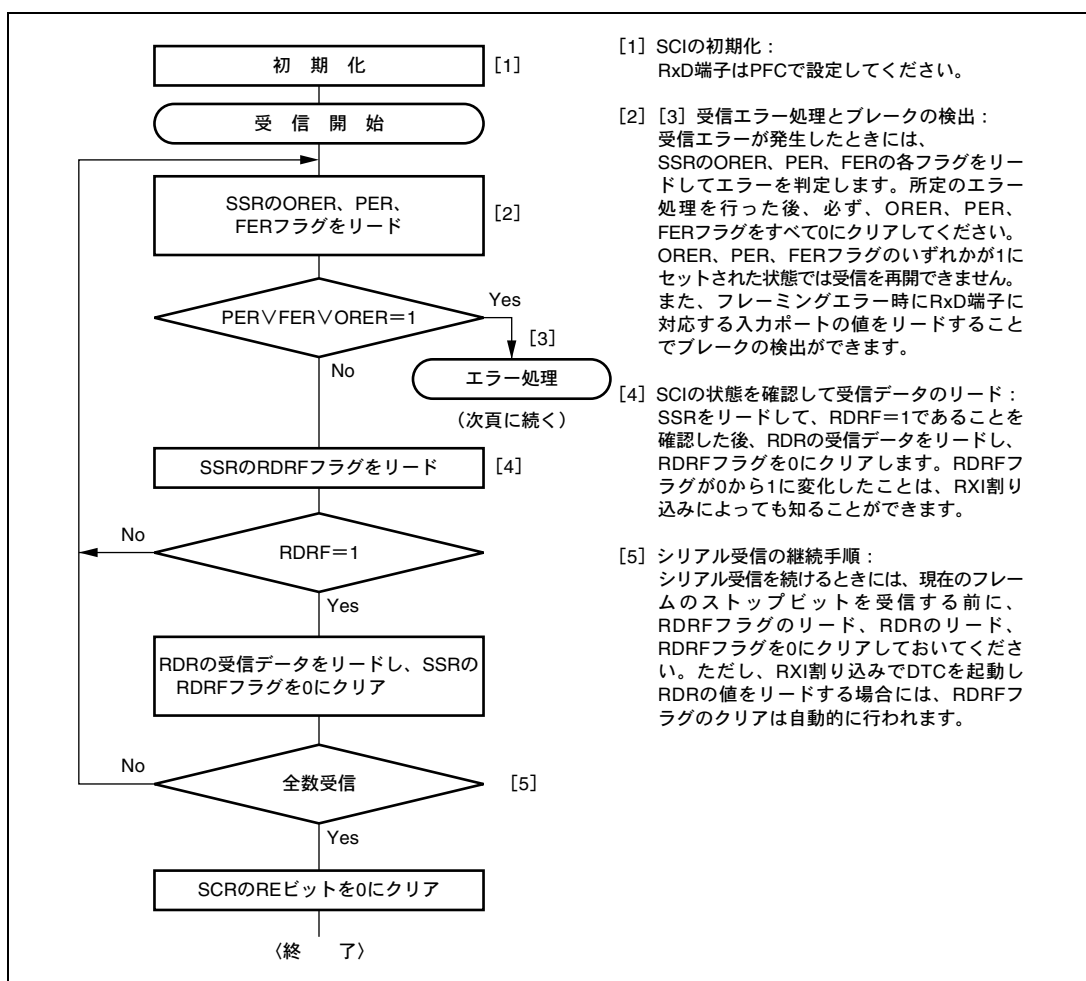 初　期　化
[1]
受　信　開　始
SSRのORER、PER、
FERフラグをリード
[2]
PER∨FER∨ORER＝1
Yes
[3]
No
エラー処理
（次頁に続く）
SSRのRDRFフラグをリード
[4]
No
RDRF＝1
Yes
RDRの受信データをリードし、SSRの
RDRFフラグを0にクリア
No
全数受信
[5]
Yes
SCRのREビットを0にクリア
〈終　　了〉
[1] SCIの初期化：
RxD端子はPFCで設定してください。
[2] [3] 受信エラー処理とブレークの検出：
受信エラーが発生したときには、
SSRのORER、PER、FERの各フラグをリー
ドしてエラーを判定します。所定のエラー
処理を行った後、必ず、ORER、PER、
FERフラグをすべて0にクリアしてください。
ORER、PER、FERフラグのいずれかが1に
セットされた状態では受信を再開できません。
また、フレーミングエラー時にRxD端子に
対応する入力ポートの値をリードすること
でブレークの検出ができます。
[4] SCIの状態を確認して受信データのリード：
SSRをリードして、RDRF＝1であることを
確認した後、RDRの受信データをリードし、
RDRFフラグを0にクリアします。RDRFフ
ラグが0から1に変化したことは、RXI割り
込みによっても知ることができます。
[5] シリアル受信の継続手順：
シリアル受信を続けるときには、現在のフレー
ムのストップビットを受信する前に、
RDRFフラグのリード、RDRのリード、
RDRFフラグを0にクリアしておいてくださ
い。ただし、RXI割り込みでDTCを起動し
RDRの値をリードする場合には、RDRFフ
ラグのクリアは自動的に行われます。